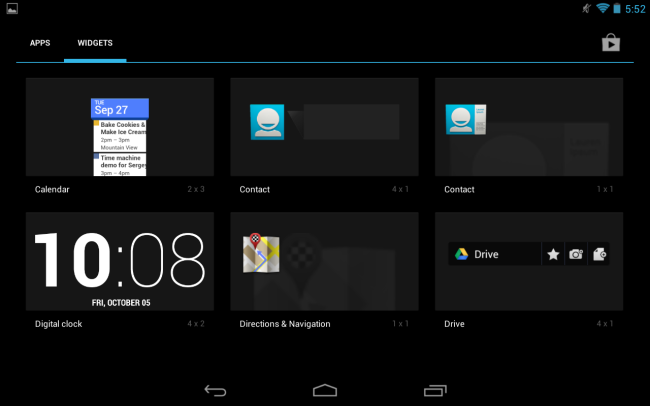 5:52
APPS WIDGETS
TUE
Sep 27
Bake Cookies &
Make Ice Cream
2pm – 3pm
Mountain View
Time machine
demo for Sergey
3pm – 4pm
Calendar 2 x 3
Contact 4 x 1
Contact 1 x 1
10:08
FRI, OCTOBER 05
Digital clock 4 x 2
Directions & Navigation 1 x 1
Drive
Drive 4 x 1